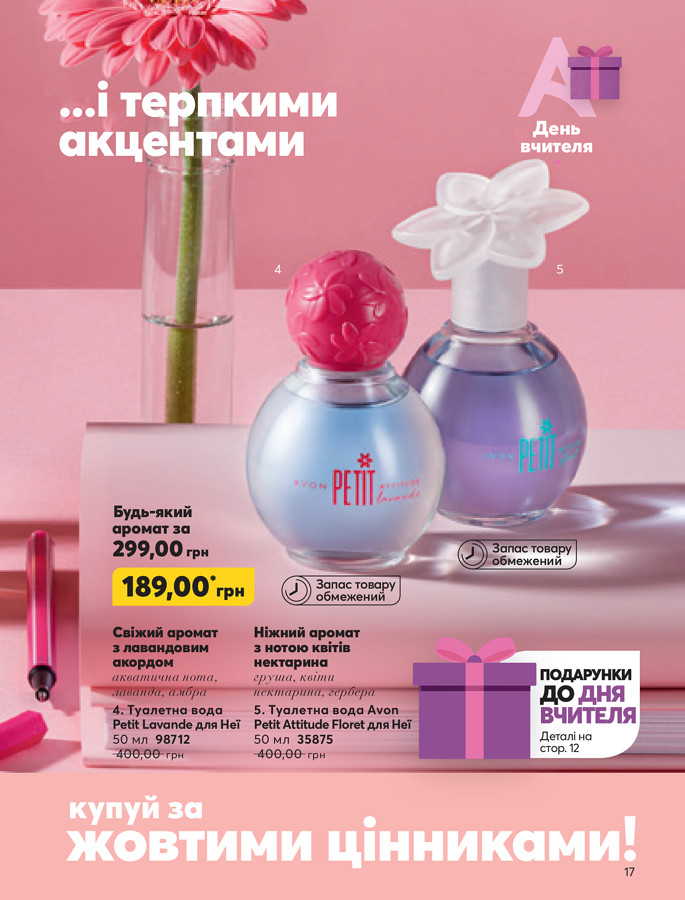 ...і терпкими
акцентами
День
вчителя
4
5
AVON PETIT ATTITUDE
lavande
AVON PETIT
Будь-який
аромат за
299,00 грн
189,00* грн
Запас товару
обмежений
Запас товару
обмежений
Свіжий аромат
з лавандовим
акордом
акватична нота,
лаванда, амбра
4. Туалетна вода
Petit Lavande для Неї
50 мл 98712
400,00 грн
Ніжний аромат
з нотою квітів
нектарина
груша, квіти
нектарина, гербера
5. Туалетна вода Avon
Petit Attitude Floret для Неї
50 мл 35875
400,00 грн
ПОДАРУНКИ
ДО ДНЯ
ВЧИТЕЛЯ
Деталі на
стор. 12
купуй за
жовтими цінниками!
17